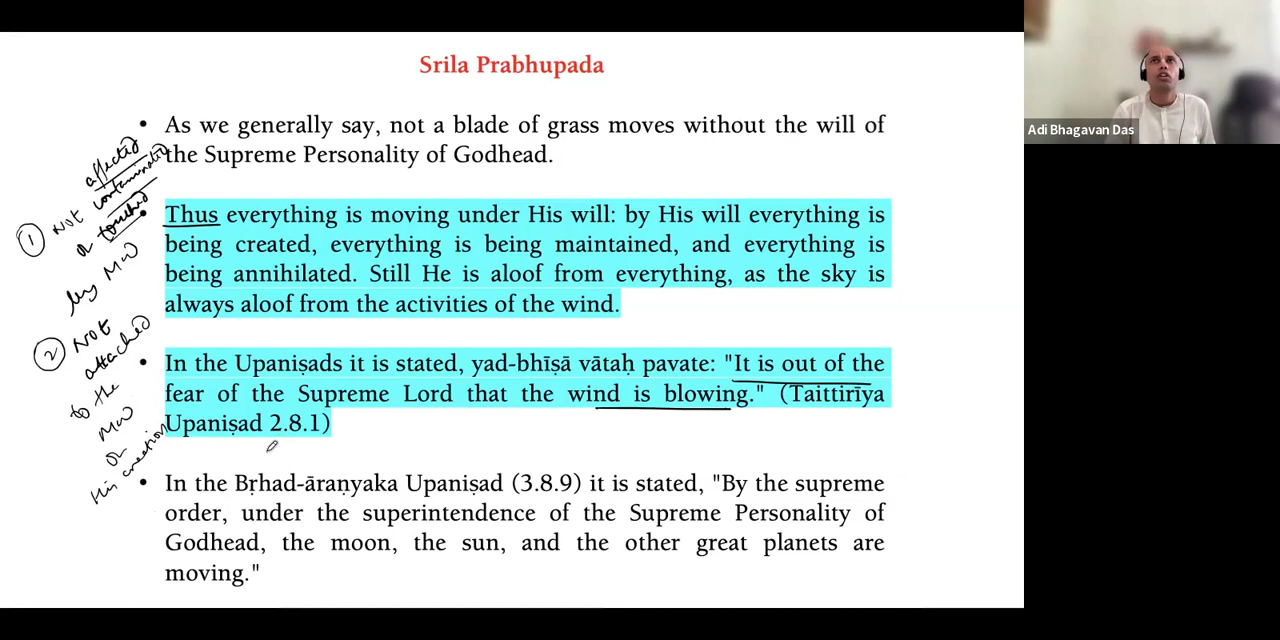 Srila Prabhupada
• As we generally say, not a blade of grass moves without the will of
the Supreme Personality of Godhead.
• Thus everything is moving under His will: by His will everything is
being created, everything is being maintained, and everything is
being annihilated. Still He is aloof from everything, as the sky is
always aloof from the activities of the wind.
• In the Upaniṣads it is stated, yad-bhīṣā vātaḥ pavate: "It is out of the
fear of the Supreme Lord that the wind is blowing." (Taittirīya
Upaniṣad 2.8.1)
• In the Bṛhad-āraṇyaka Upaniṣad (3.8.9) it is stated, "By the supreme
order, under the superintendence of the Supreme Personality of
Godhead, the moon, the sun, and the other great planets are
moving."
① Not affected
contaminated
or touched
by MW
② Not
attached
to the
MW
or
His creation
Adi Bhagavan Das